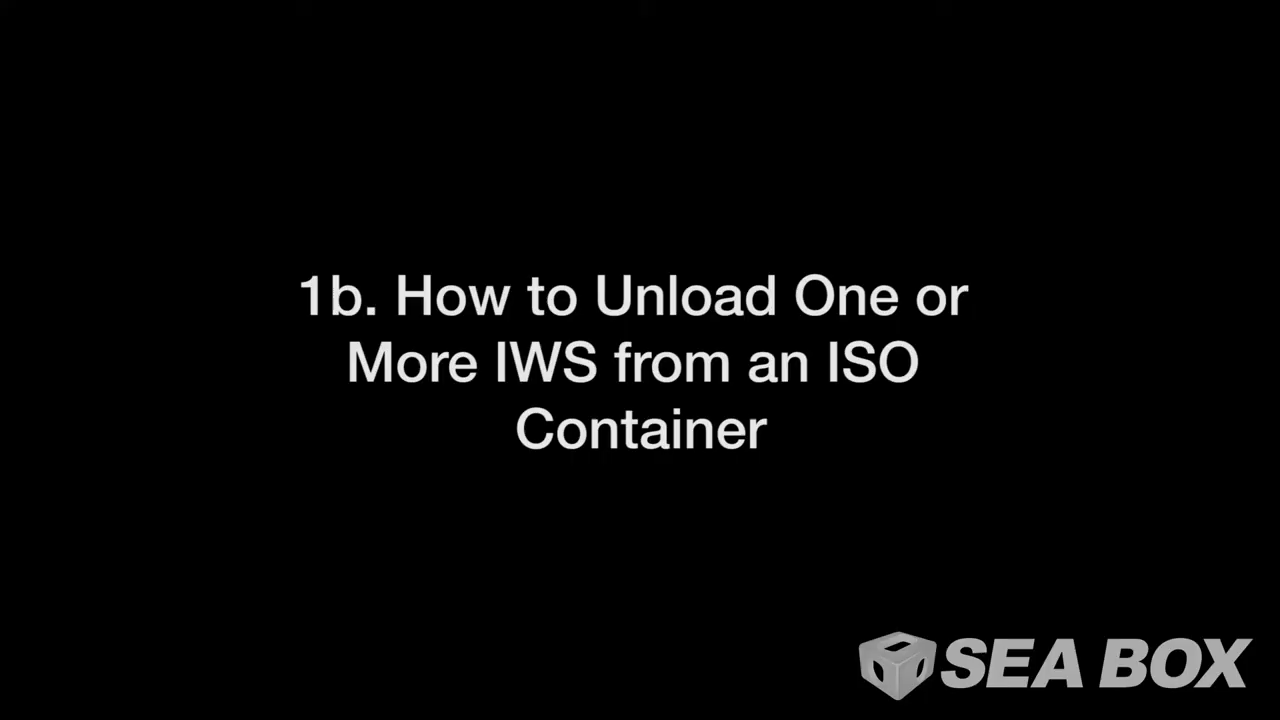 1b. How to Unload One or
More IWS from an ISO
Container
SEA BOX